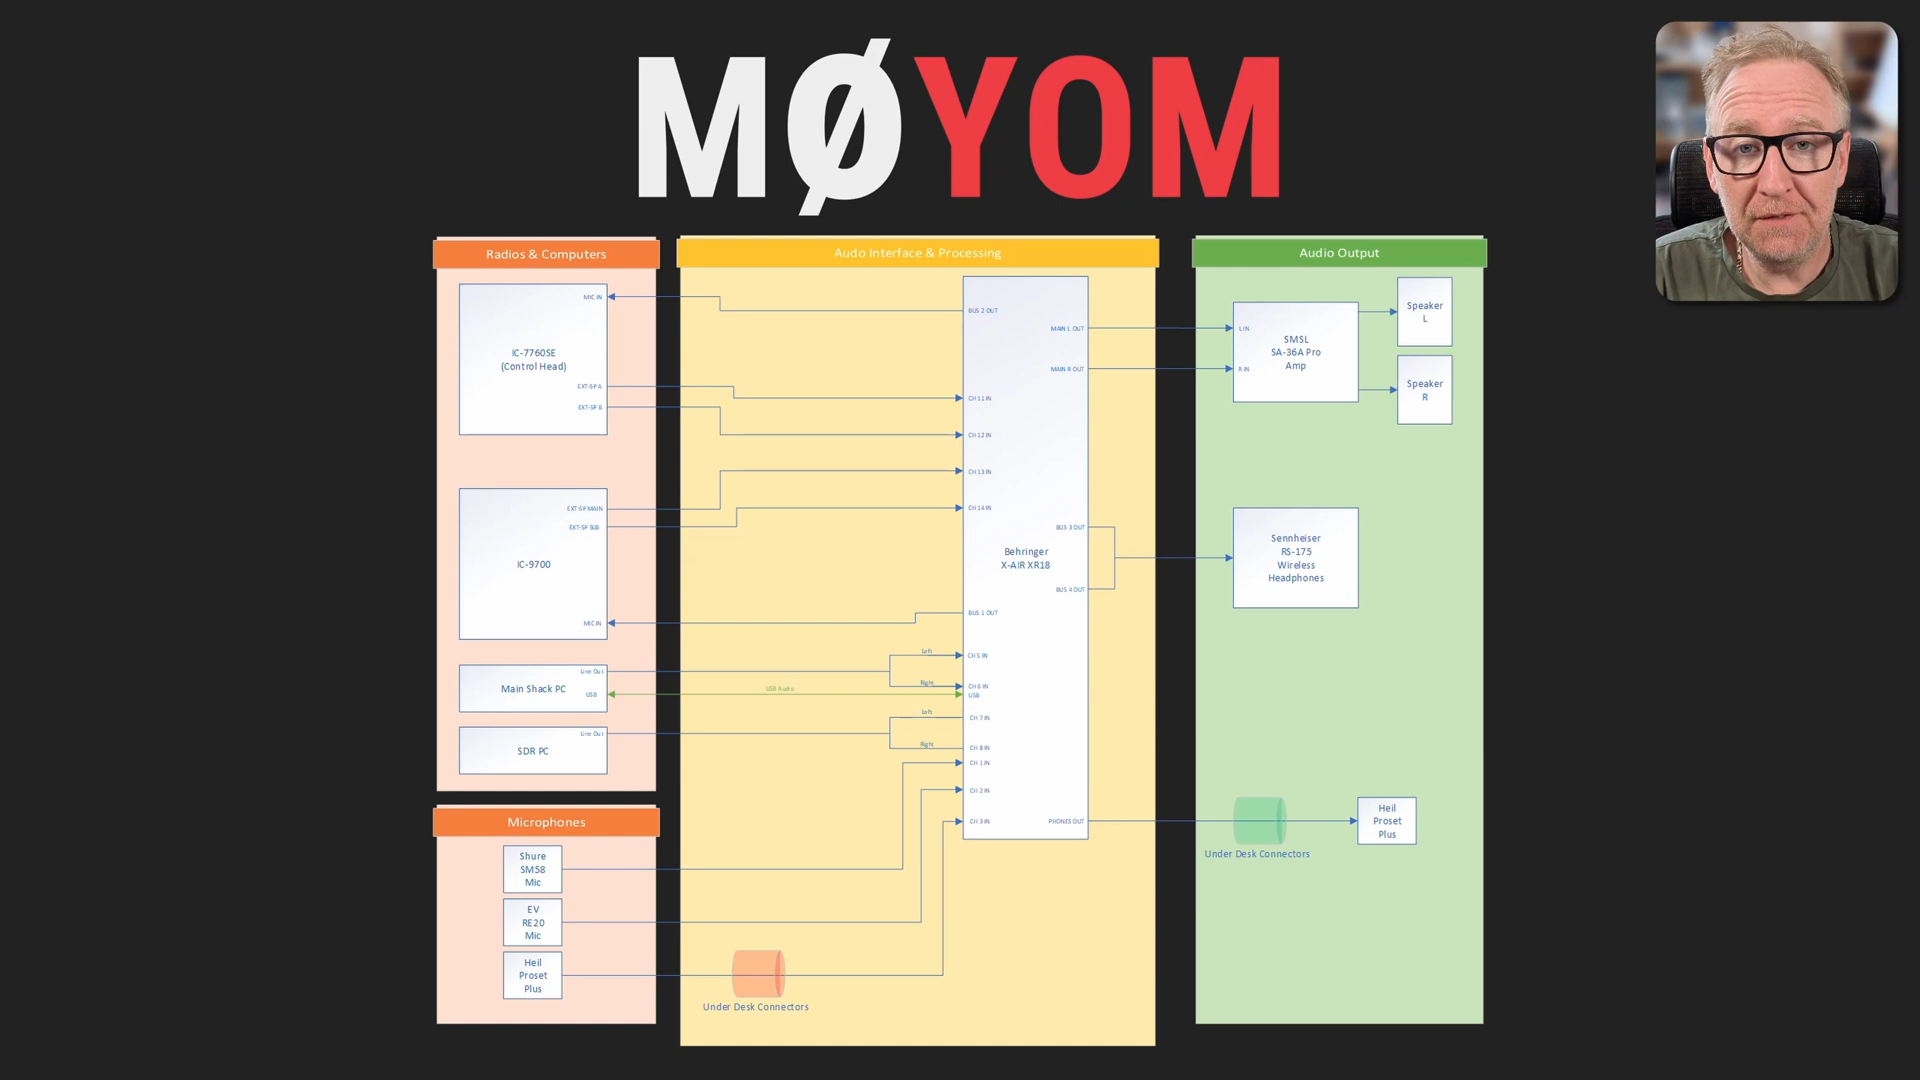 MØYOM
Radios & Computers
MIC IN
IC-7760SE
(Control Head)
EXT-SP A
EXT-SP B
EXT-SP MAIN
EXT-SP SUB
IC-9700
MIC IN
Line Out
Main Shack PC
USB
Line Out
SDR PC
Microphones
Shure
SM58
Mic
EV
RE20
Mic
Heil
Proset
Plus
Audo Interface & Processing
BUS 2 OUT
MAIN L OUT
MAIN R OUT
CH 11 IN
CH 12 IN
CH 13 IN
CH 14 IN
BUS 3 OUT
Behringer
X-AIR XR18
BUS 4 OUT
BUS 1 OUT
Left
CH 5 IN
Right
CH 6 IN
USB Audio
USB
Left
CH 7 IN
Right
CH 8 IN
CH 1 IN
CH 2 IN
CH 3 IN
PHONES OUT
Under Desk Connectors
Audio Output
L IN
SMSL
SA-36A Pro
Amp
R IN
Speaker
L
Speaker
R
Sennheiser
RS-175
Wireless
Headphones
Heil
Proset
Plus
Under Desk Connectors